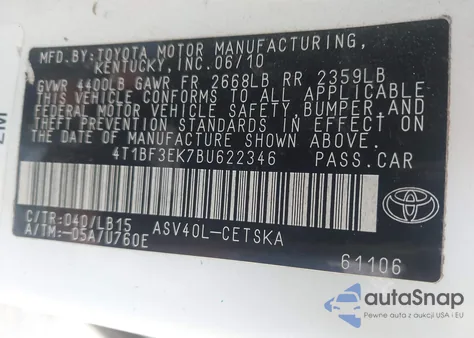 MFD.BY:TOYOTA MOTOR MANUFACTURING,
KENTUCKY, INC.06/10
GVWR 4400LB GAWR FR 2668LB RR 2359LB
THIS VEHICLE CONFORMS TO ALL APPLICABLE
FEDERAL MOTOR VEHICLE SAFETY, BUMPER, AND
THEFT PREVENTION STANDARDS IN EFFECT ON
THE DATE OF MANUFACTURE SHOWN ABOVE.
4T1BF3EK7BU622346 PASS.CAR
C/TR:040/LB15 ASV40L-CETSKA
A/TM:-05A/U760E
61106
autoSnap
Pewne auta z aukcji USA i EU